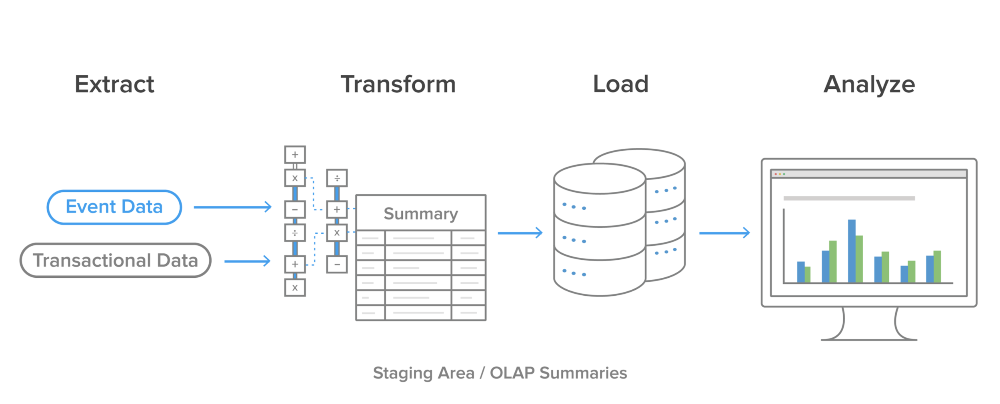 Extract
Transform
Load
Analyze
Event Data
Transactional Data
+
x
−
÷
+
x
÷
+
x
−
Summary
Staging Area / OLAP Summaries